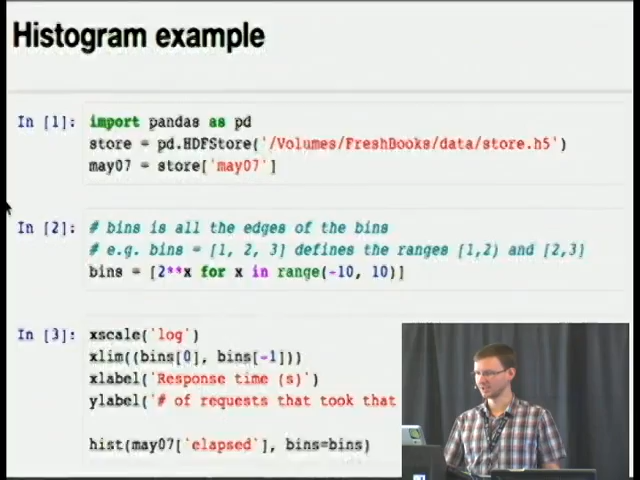 Histogram example
In [1]: import pandas as pd
store = pd.HDFStore('/Volumes/FreshBooks/data/store.h5')
may07 = store['may07']
In [2]: # bins is all the edges of the bins
# e.g. bins = [1, 2, 3] defines the ranges [1,2) and [2,3]
bins = [2**x for x in range(-10, 10)]
In [3]: xscale('log')
xlim((bins[0], bins[-1]))
xlabel('Response time (s)')
ylabel('# of requests that took that
hist(may07['elapsed'], bins=bins)